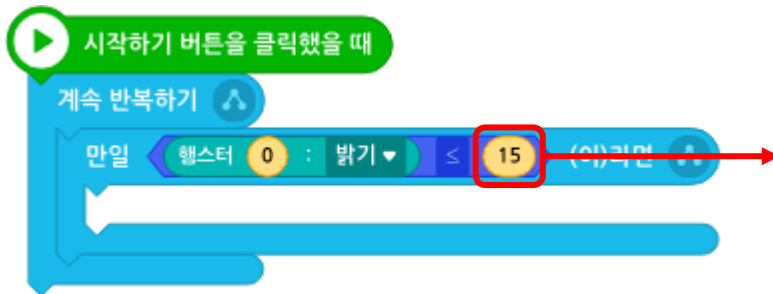 시작하기 버튼을 클릭했을 때
계속 반복하기
만일 햄스터 0 : 밝기 ≤ 15 (이)라면